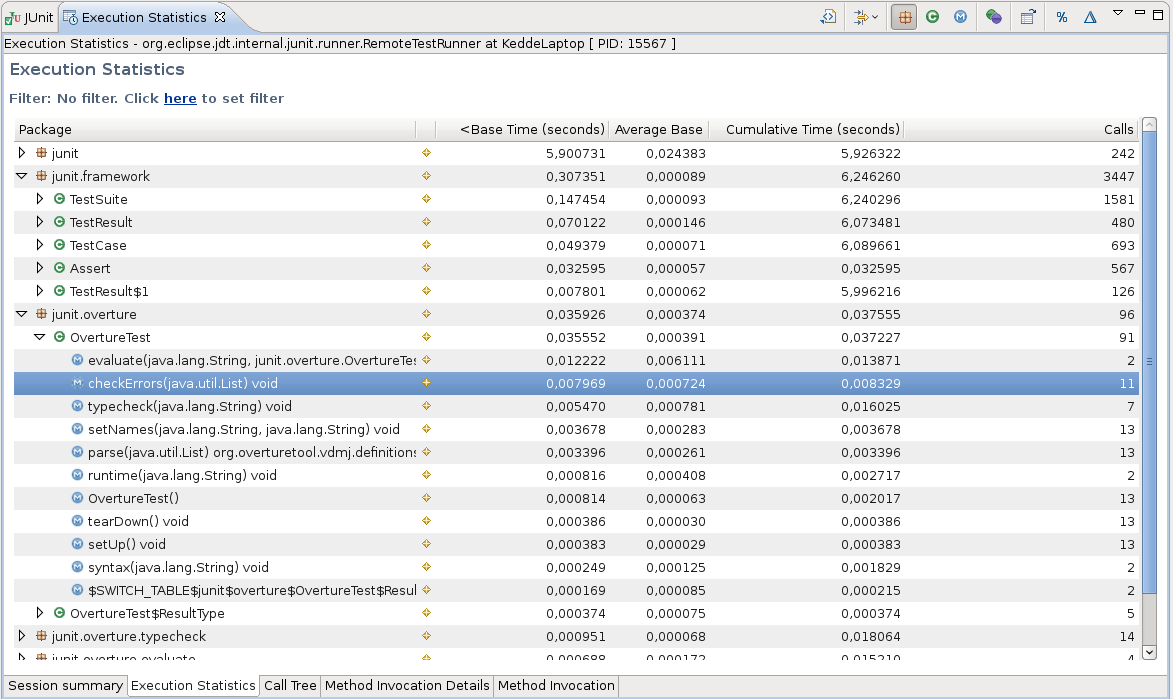 JUnit Execution Statistics
Execution Statistics - org.eclipse.jdt.internal.junit.runner.RemoteTestRunner at KeddeLaptop [ PID: 15567 ]
Execution Statistics
Filter: No filter. Click here to set filter
Package <Base Time (seconds) Average Base Cumulative Time (seconds) Calls
junit 5,900731 0,024383 5,926322 242
junit.framework 0,307351 0,000089 6,246260 3447
TestSuite 0,147454 0,000093 6,240296 1581
TestResult 0,070122 0,000146 6,073481 480
TestCase 0,049379 0,000071 6,089661 693
Assert 0,032595 0,000057 0,032595 567
TestResult$1 0,007801 0,000062 5,996216 126
junit.overture 0,035926 0,000374 0,037555 96
OvertureTest 0,035552 0,000391 0,037227 91
evaluate(java.lang.String, junit.overture.OvertureTes 0,012222 0,006111 0,013871 2
checkErrors(java.util.List) void 0,007969 0,000724 0,008329 11
typecheck(java.lang.String) void 0,005470 0,000781 0,016025 7
setNames(java.lang.String, java.lang.String) void 0,003678 0,000283 0,003678 13
parse(java.util.List) org.overturetool.vdmj.definitions 0,003396 0,000261 0,003396 13
runtime(java.lang.String) void 0,000816 0,000408 0,002717 2
OvertureTest() 0,000814 0,000063 0,002017 13
tearDown() void 0,000386 0,000030 0,000386 13
setUp() void 0,000383 0,000029 0,000383 13
syntax(java.lang.String) void 0,000249 0,000125 0,001829 2
$SWITCH_TABLE$junit$overture$OvertureTest$Resul 0,000169 0,000085 0,000215 2
OvertureTest$ResultType 0,000374 0,000075 0,000374 5
junit.overture.typecheck 0,000951 0,000068 0,018064 14
junit.overture.evaluate 0,000688 0,000172 0,015210 4
Session summary Execution Statistics Call Tree Method Invocation Details Method Invocation